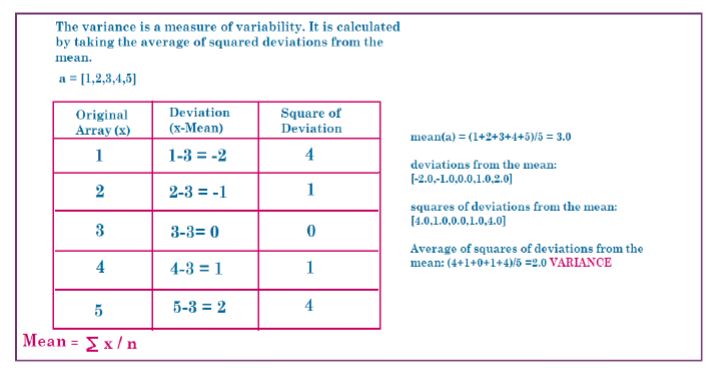 The variance is a measure of variability. It is calculated
by taking the average of squared deviations from the
mean.
a = [1,2,3,4,5]
Original Array (x) Deviation (x-Mean) Square of Deviation
1 1-3 = -2 4
2 2-3 = -1 1
3 3-3= 0 0
4 4-3 = 1 1
5 5-3 = 2 4
Mean = ∑ x / n
mean(a) = (1+2+3+4+5)/5 = 3.0
deviations from the mean:
[-2.0,-1.0,0.0,1.0,2.0]
squares of deviations from the mean:
[4.0,1.0,0.0,1.0,4.0]
Average of squares of deviations from the
mean: (4+1+0+1+4)/5 =2.0 VARIANCE